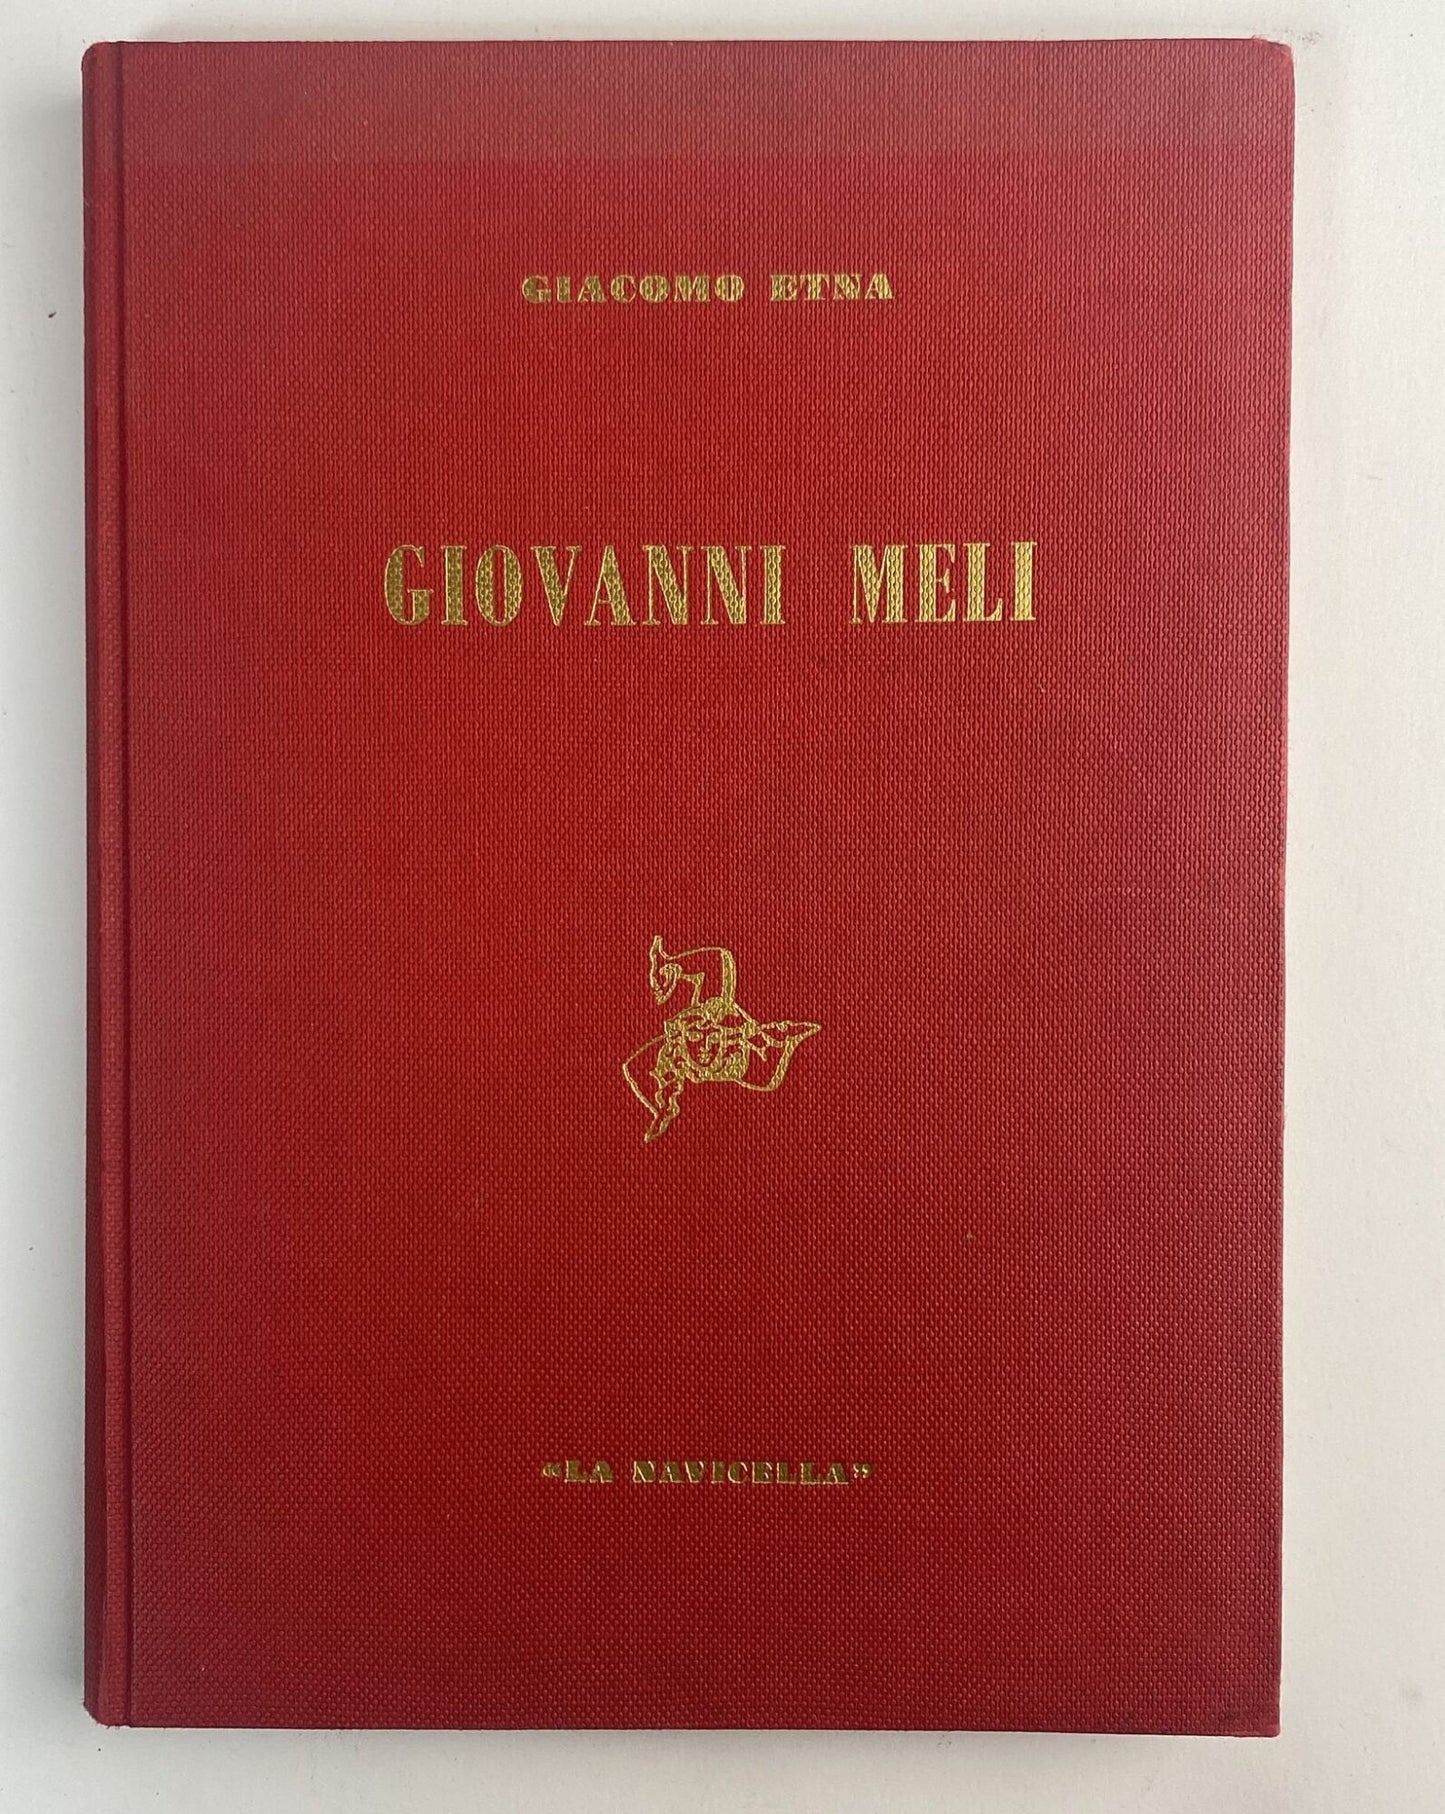 GIACOMO ETNA
GIOVANNI MELI
“LA NAVICELLA”